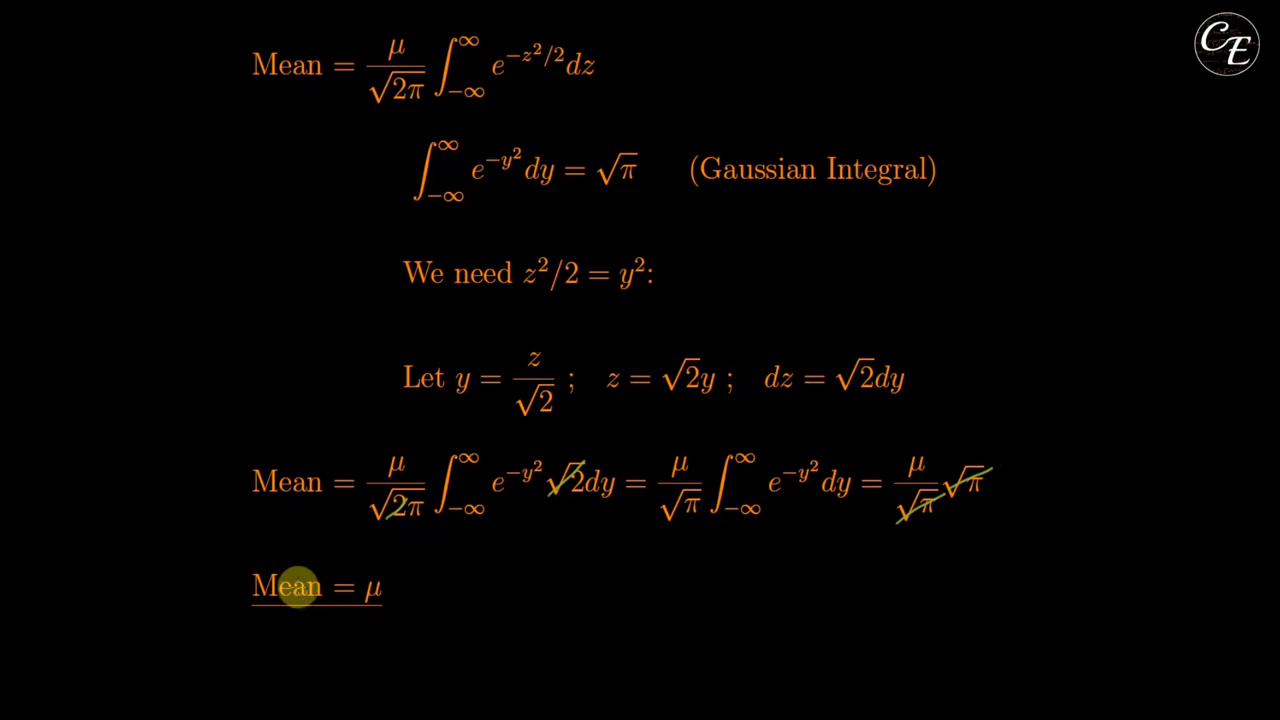 CE
Mean = μ/√2π ∫_{-∞}^{∞} e^{-z²/2} dz
∫_{-∞}^{∞} e^{-y²} dy = √π (Gaussian Integral)
We need z²/2 = y²:
Let y = z/√2 ; z = √2y ; dz = √2dy
Mean = μ/√2π ∫_{-∞}^{∞} e^{-y²} √2dy = μ/√π ∫_{-∞}^{∞} e^{-y²} dy = μ/√π √π
Mean = μ